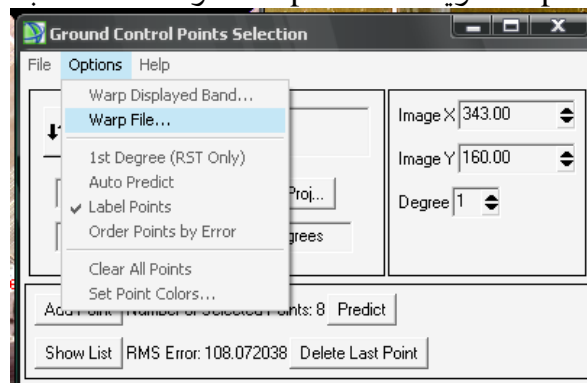 Ground Control Points Selection
File Options Help
Warp Displayed Band...
Warp File...
1st Degree (RST Only)
Auto Predict
Label Points
Order Points by Error
Clear All Points
Set Point Colors...
Proj...
grees
Image X 343.00
Image Y 160.00
Degree 1
Add Point Number of Selected Points: 8 Predict
Show List RMS Error: 108.072038 Delete Last Point